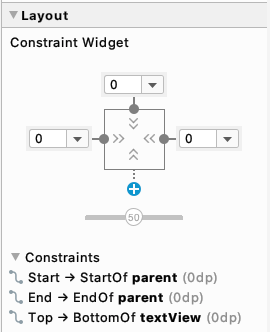 Layout
Constraint Widget
0
0
0
50
Constraints
Start → StartOf parent (0dp)
End → EndOf parent (0dp)
Top → BottomOf textView (0dp)